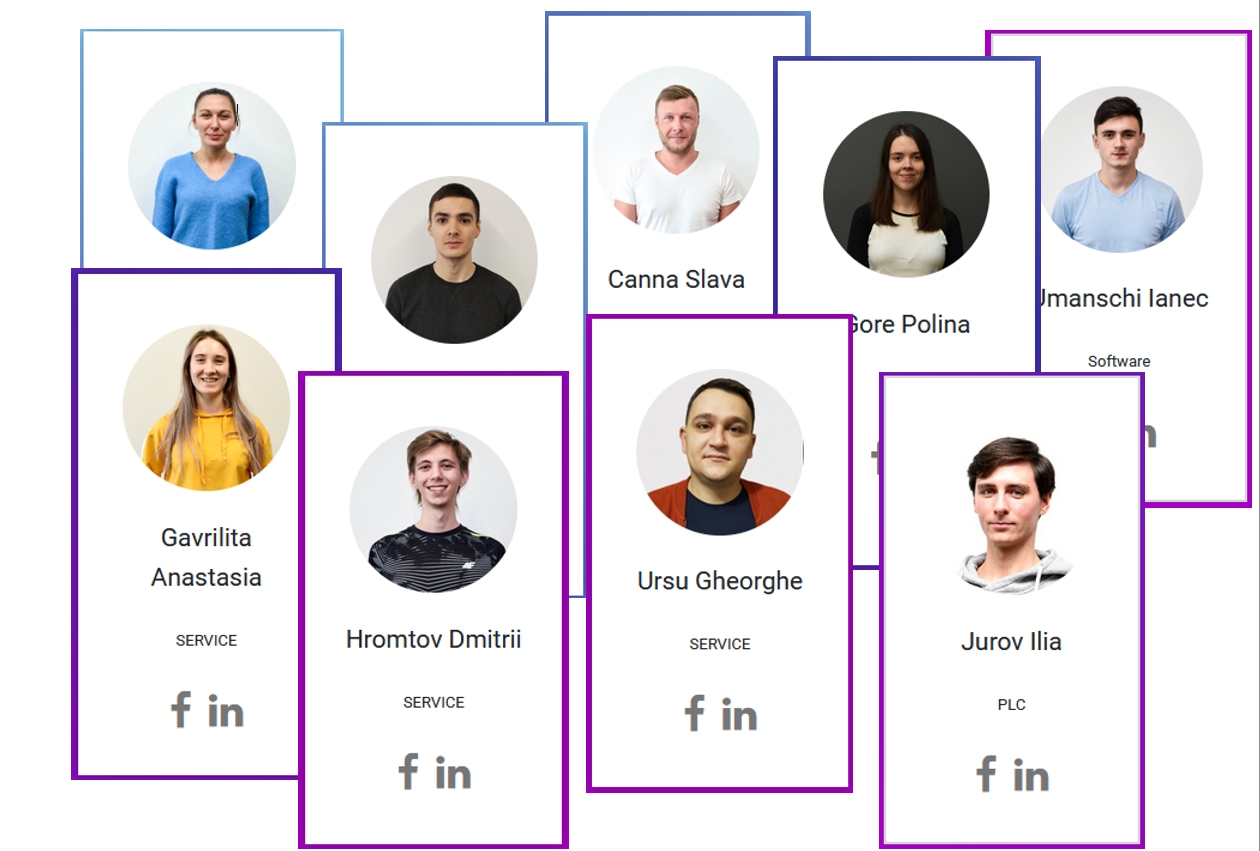 Canna Slava
Gore Polina
Umanschi Ianec
Software
in
Gavrilita
Anastasia
SERVICE
f in
Hromtov Dmitrii
SERVICE
f in
Ursu Gheorghe
SERVICE
f in
Jurov Ilia
PLC
f in